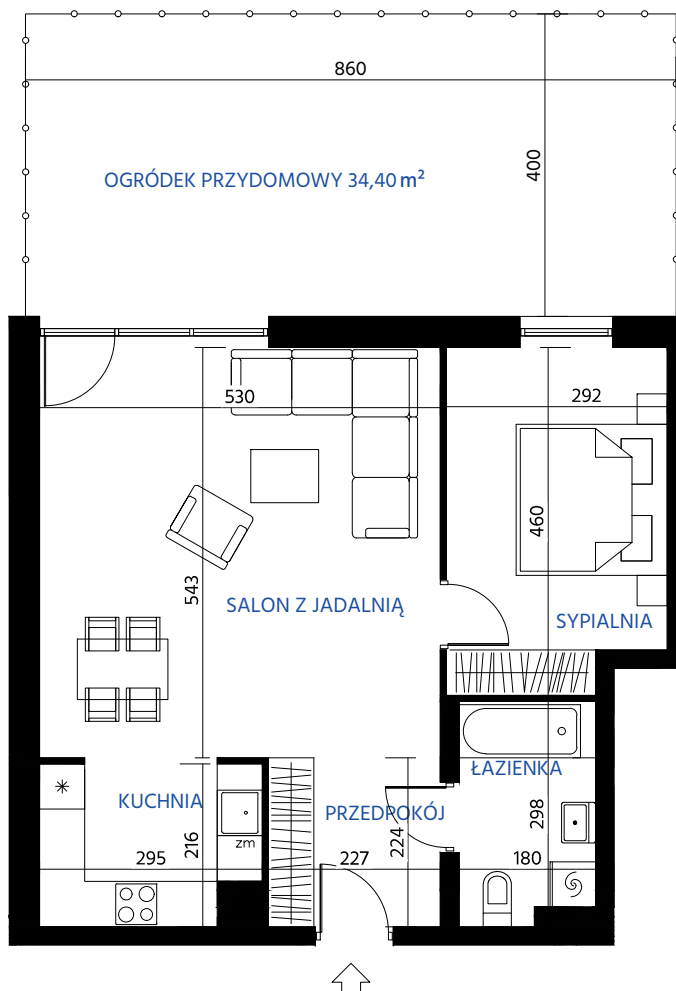 860
400
OGRÓDEK PRZYDOMOWY 34,40 m²
530
292
460
543
SALON Z JADALNIĄ
SYPIALNIA
ŁAZIENKA
KUCHNIA
PRZEDPOKÓJ
298
216
zm
224
295
227
180